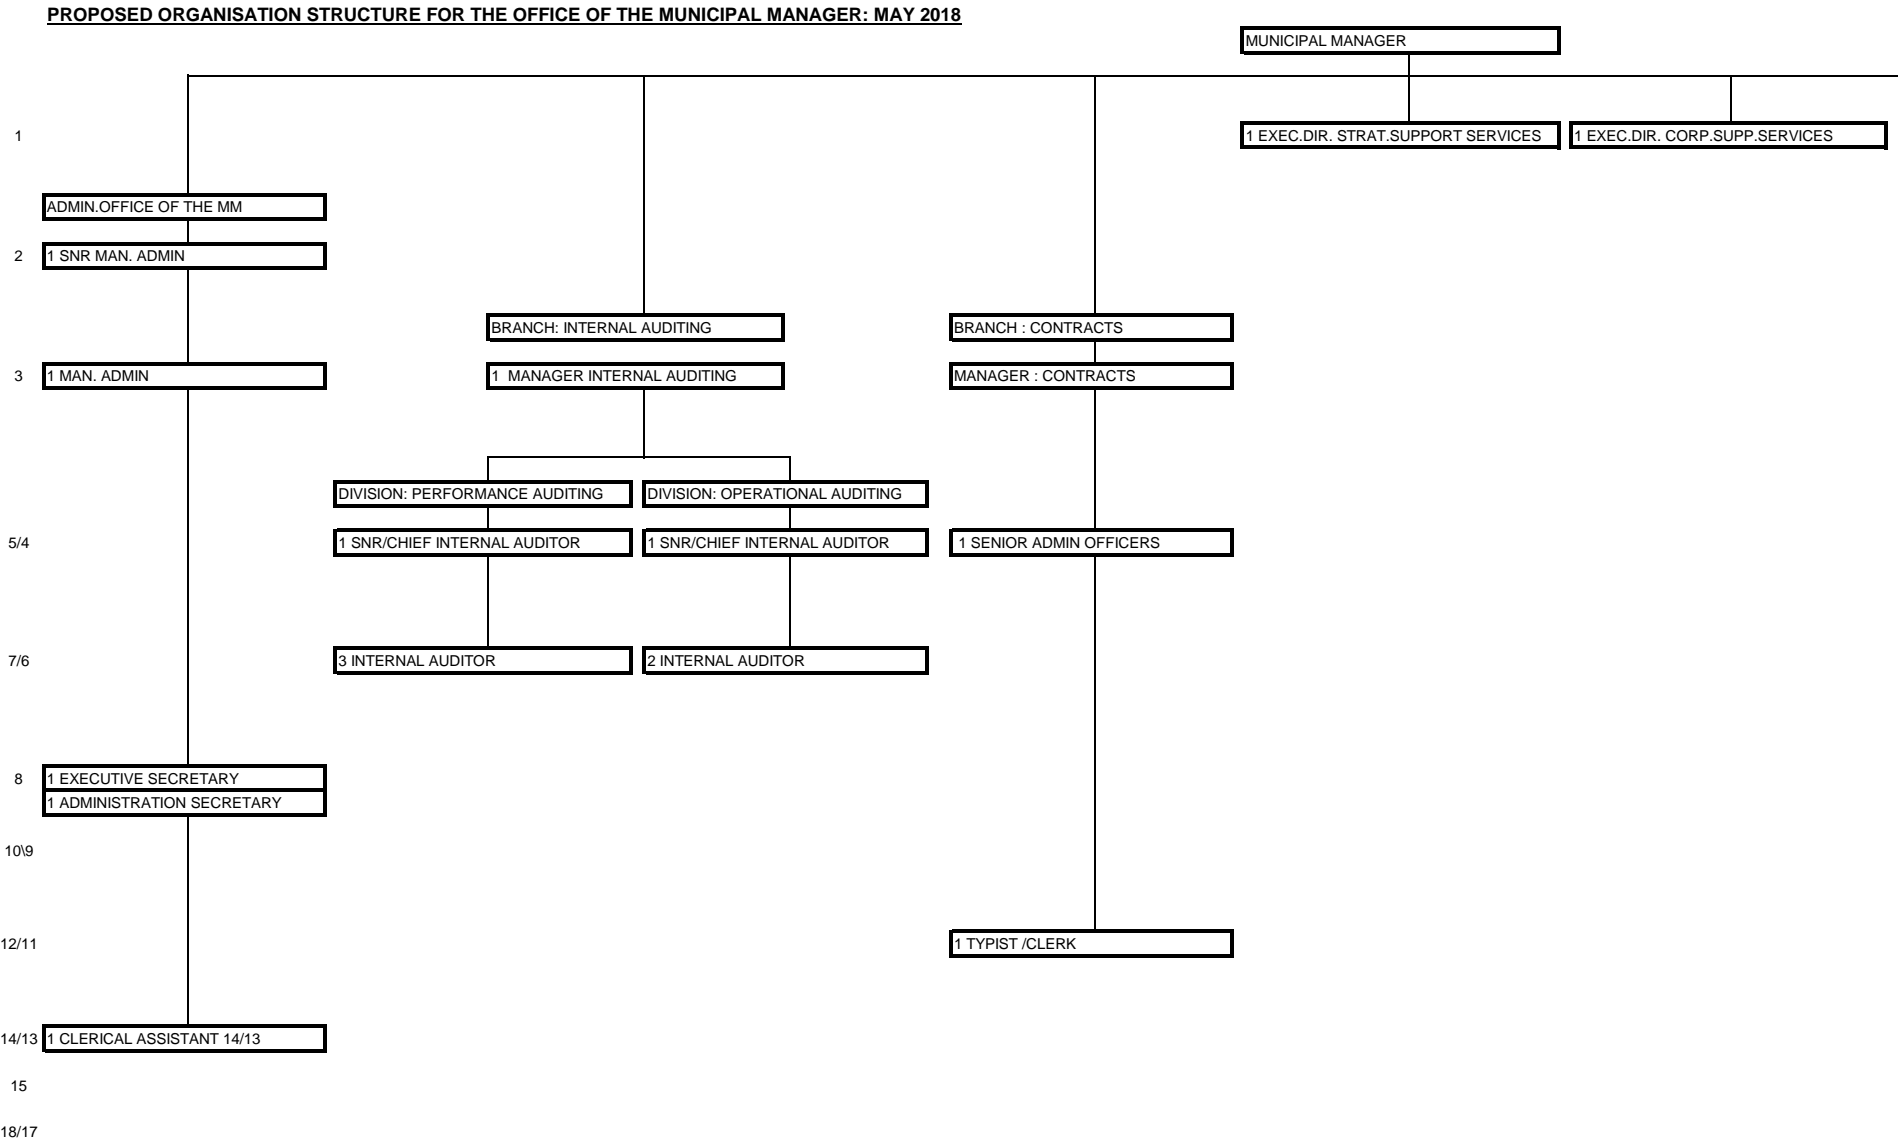 PROPOSED ORGANISATION STRUCTURE FOR THE OFFICE OF THE MUNICIPAL MANAGER: MAY 2018
MUNICIPAL MANAGER
1
1 EXEC.DIR. STRAT.SUPPORT SERVICES
1 EXEC.DIR. CORP.SUPP.SERVICES
ADMIN.OFFICE OF THE MM
2
1 SNR MAN. ADMIN
BRANCH: INTERNAL AUDITING
BRANCH : CONTRACTS
3
1 MAN. ADMIN
1 MANAGER INTERNAL AUDITING
MANAGER : CONTRACTS
DIVISION: PERFORMANCE AUDITING
DIVISION: OPERATIONAL AUDITING
5/4
1 SNR/CHIEF INTERNAL AUDITOR
1 SNR/CHIEF INTERNAL AUDITOR
1 SENIOR ADMIN OFFICERS
7/6
3 INTERNAL AUDITOR
2 INTERNAL AUDITOR
8
1 EXECUTIVE SECRETARY
1 ADMINISTRATION SECRETARY
10\9
12/11
1 TYPIST /CLERK
14/13
1 CLERICAL ASSISTANT 14/13
15
18/17